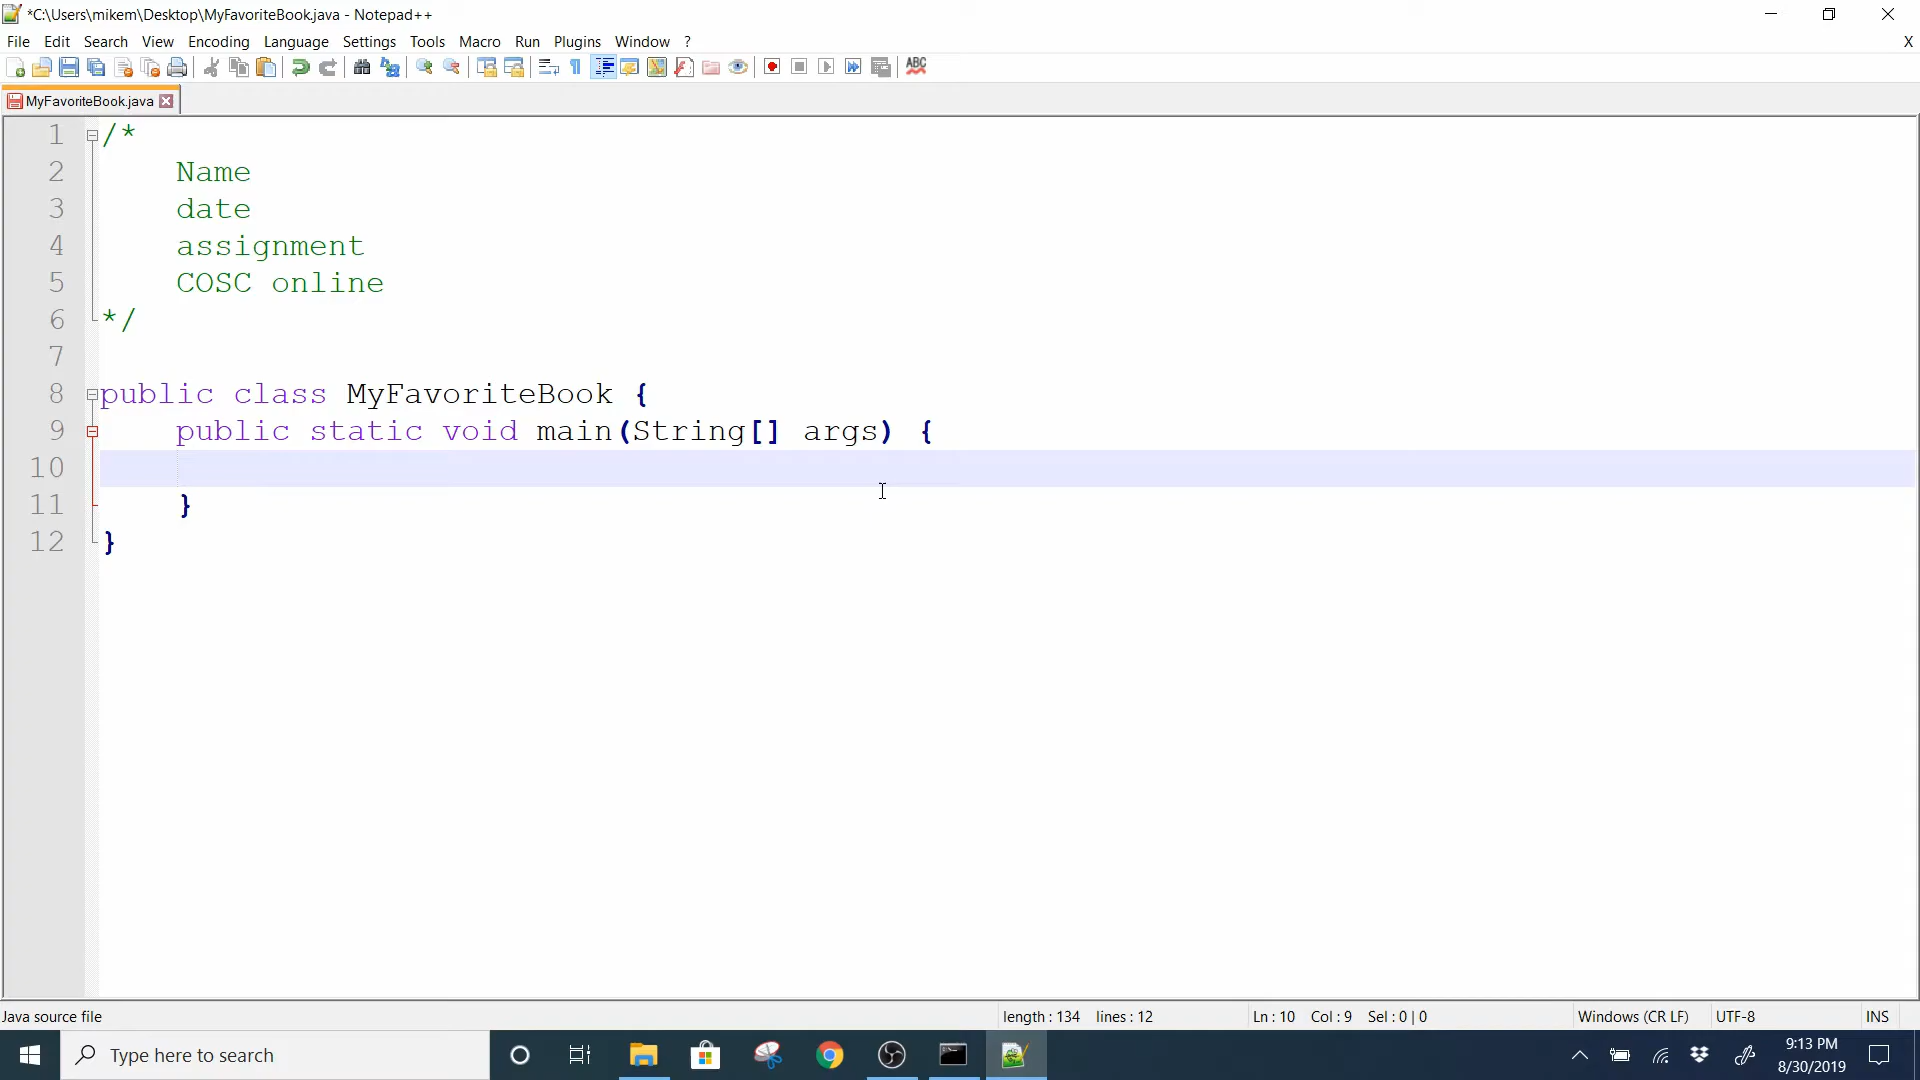 *C:\Users\mikem\Desktop\MyFavoriteBook.java - Notepad++
File Edit Search View Encoding Language Settings Tools Macro Run Plugins Window ? X
ABC
MyFavoriteBook.java
1 /*
2 Name
3 date
4 assignment
5 COSC online
6 */
7
8 public class MyFavoriteBook {
9 public static void main(String[] args) {
10
11 }
12 }
Java source file length : 134 lines : 12 Ln : 10 Col : 9 Sel : 0 | 0 Windows (CR LF) UTF-8 INS
Type here to search
9:13 PM
8/30/2019